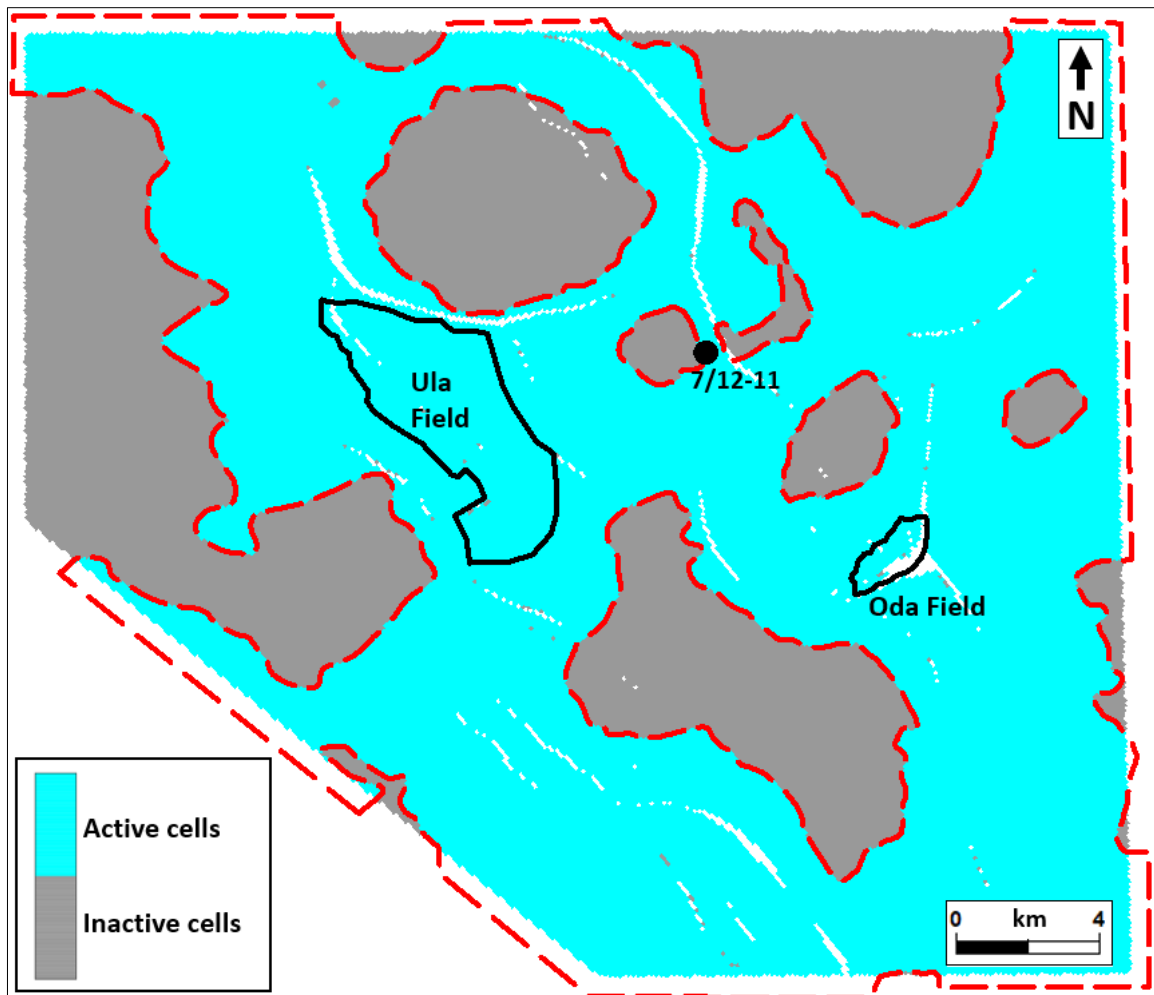 N
7/12-11
Ula
Field
Oda Field
Active cells
Inactive cells
0 km 4